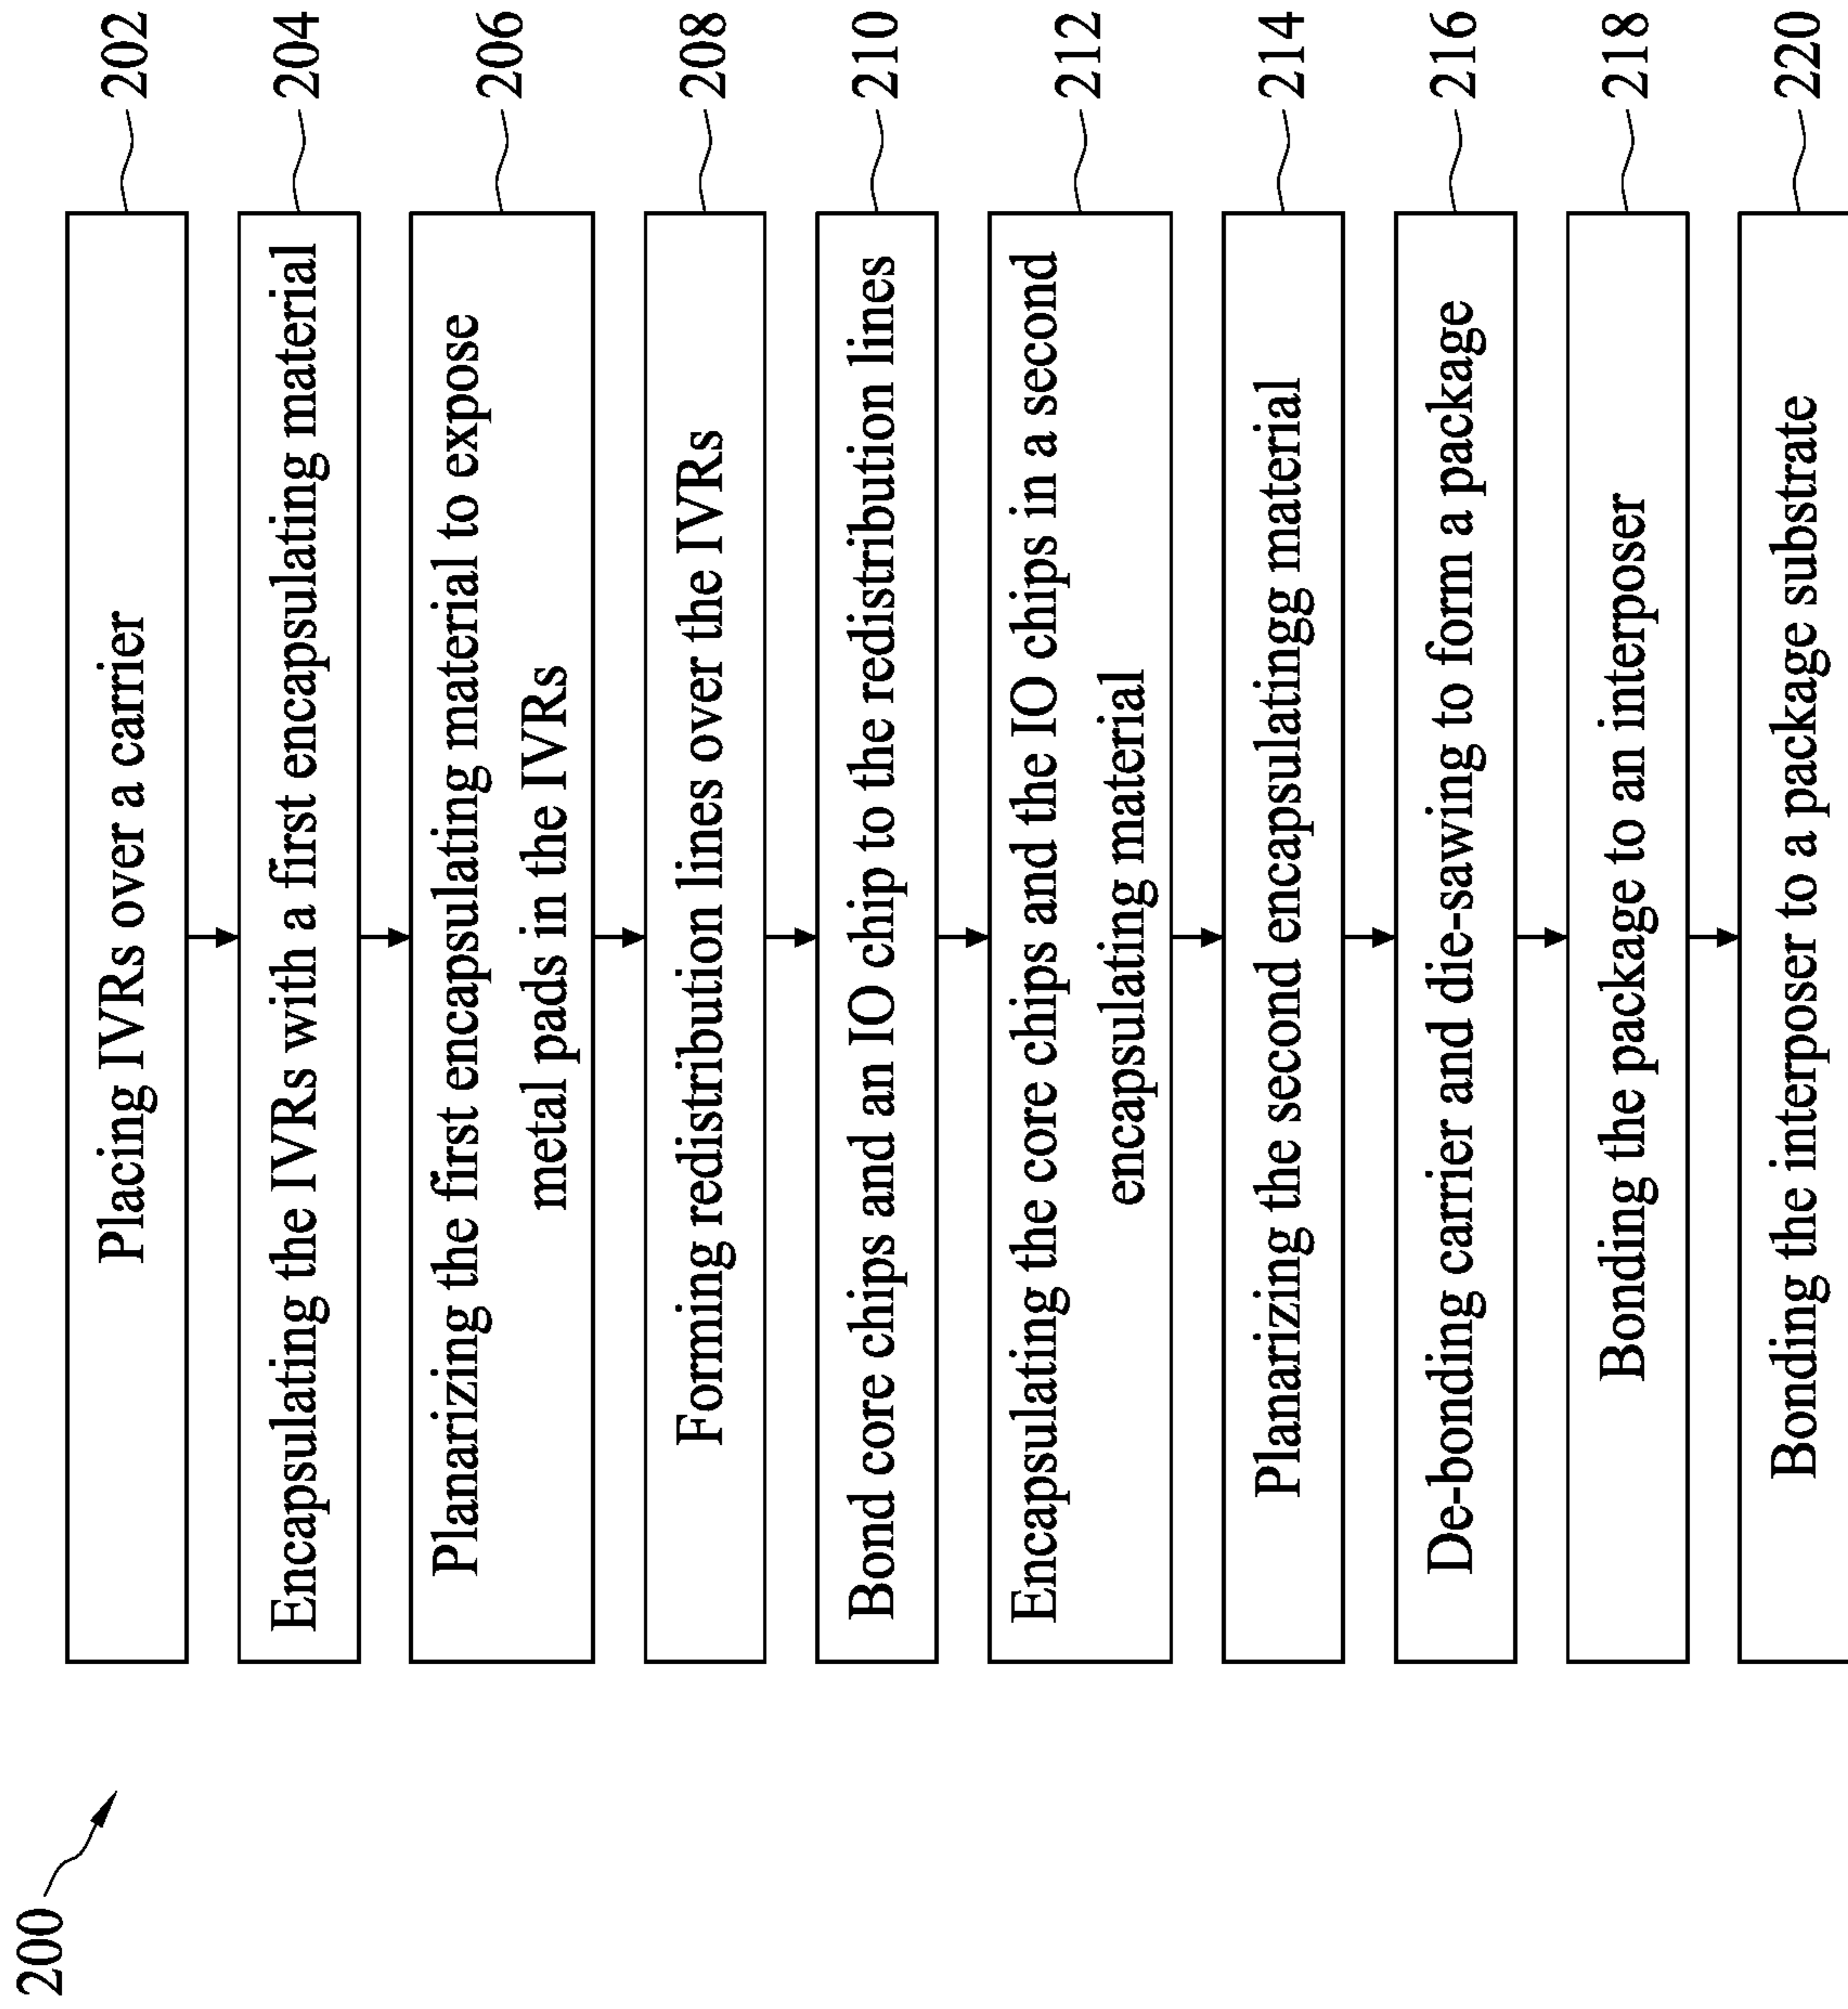 200
Placing IVRs over a carrier
202
Encapsulating the IVRs with a first encapsulating material
204
Planarizing the first encapsulating material to expose
metal pads in the IVRs
206
Forming redistribution lines over the IVRs
208
Bond core chips and an IO chip to the redistribution lines
210
Encapsulating the core chips and the IO chips in a second
encapsulating material
212
Planarizing the second encapsulatingg material
214
De-bonding carrier and die-sawing to form a package
216
Bonding the package to an interposer
218
Bonding the interposer to a package substrate
220